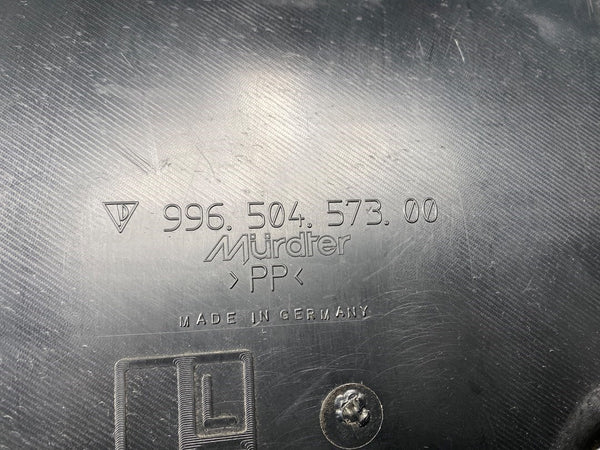 996.504.573.00
Mürdter
>PP<
MADE IN GERMANY
L